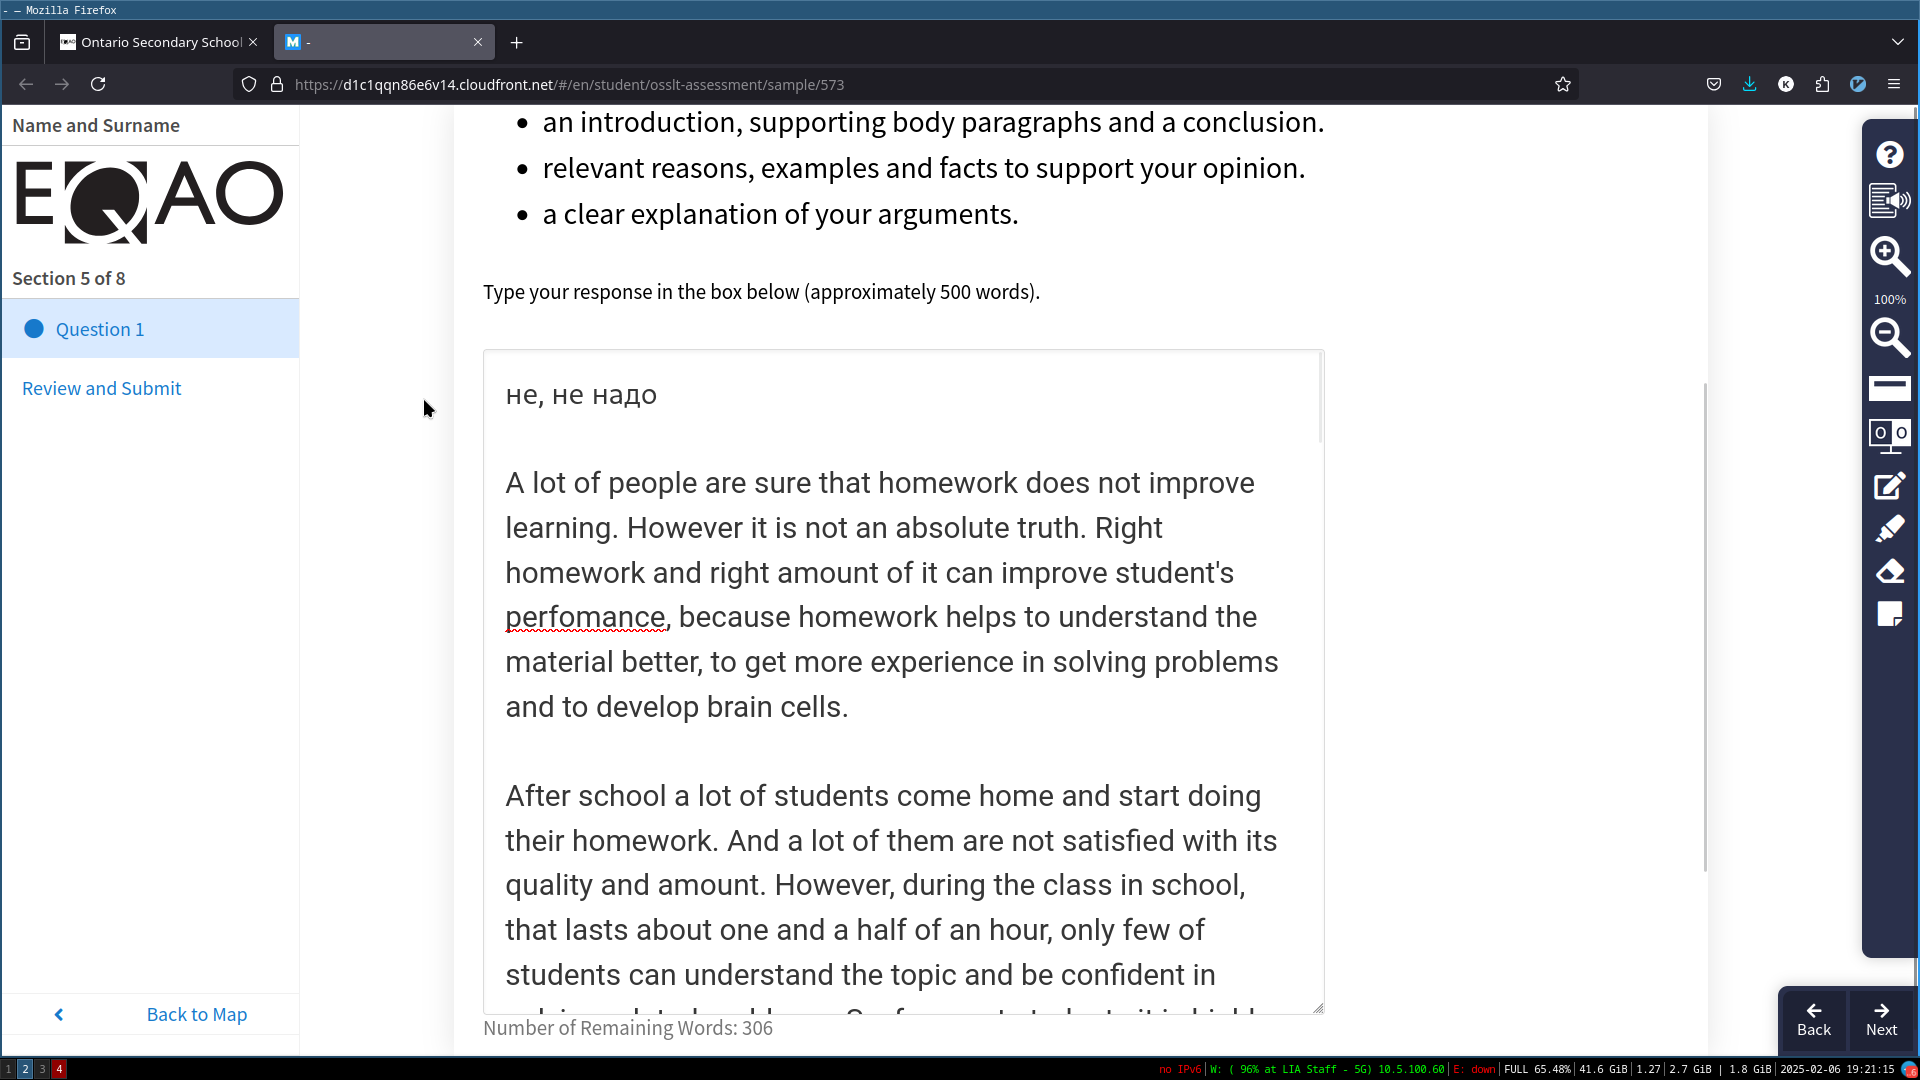 - — Mozilla Firefox
Ontario Secondary School
M -
https://d1c1qqn86e6v14.cloudfront.net/#/en/student/osslt-assessment/sample/573
K
Name and Surname
EQAO
Section 5 of 8
Question 1
Review and Submit
Back to Map
an introduction, supporting body paragraphs and a conclusion.
relevant reasons, examples and facts to support your opinion.
a clear explanation of your arguments.
Type your response in the box below (approximately 500 words).
не, не надо
A lot of people are sure that homework does not improve
learning. However it is not an absolute truth. Right
homework and right amount of it can improve student's
perfomance, because homework helps to understand the
material better, to get more experience in solving problems
and to develop brain cells.
After school a lot of students come home and start doing
their homework. And a lot of them are not satisfied with its
quality and amount. However, during the class in school,
that lasts about one and a half of an hour, only few of
students can understand the topic and be confident in
Number of Remaining Words: 306
100%
Back
Next
1 2 3 4
no IPv6 | W: ( 96% at LIA Staff - 5G) 10.5.100.60 | E: down | FULL 65.48% | 41.6 GiB | 1.27 | 2.7 GiB | 1.8 GiB | 2025-02-06 19:21:15